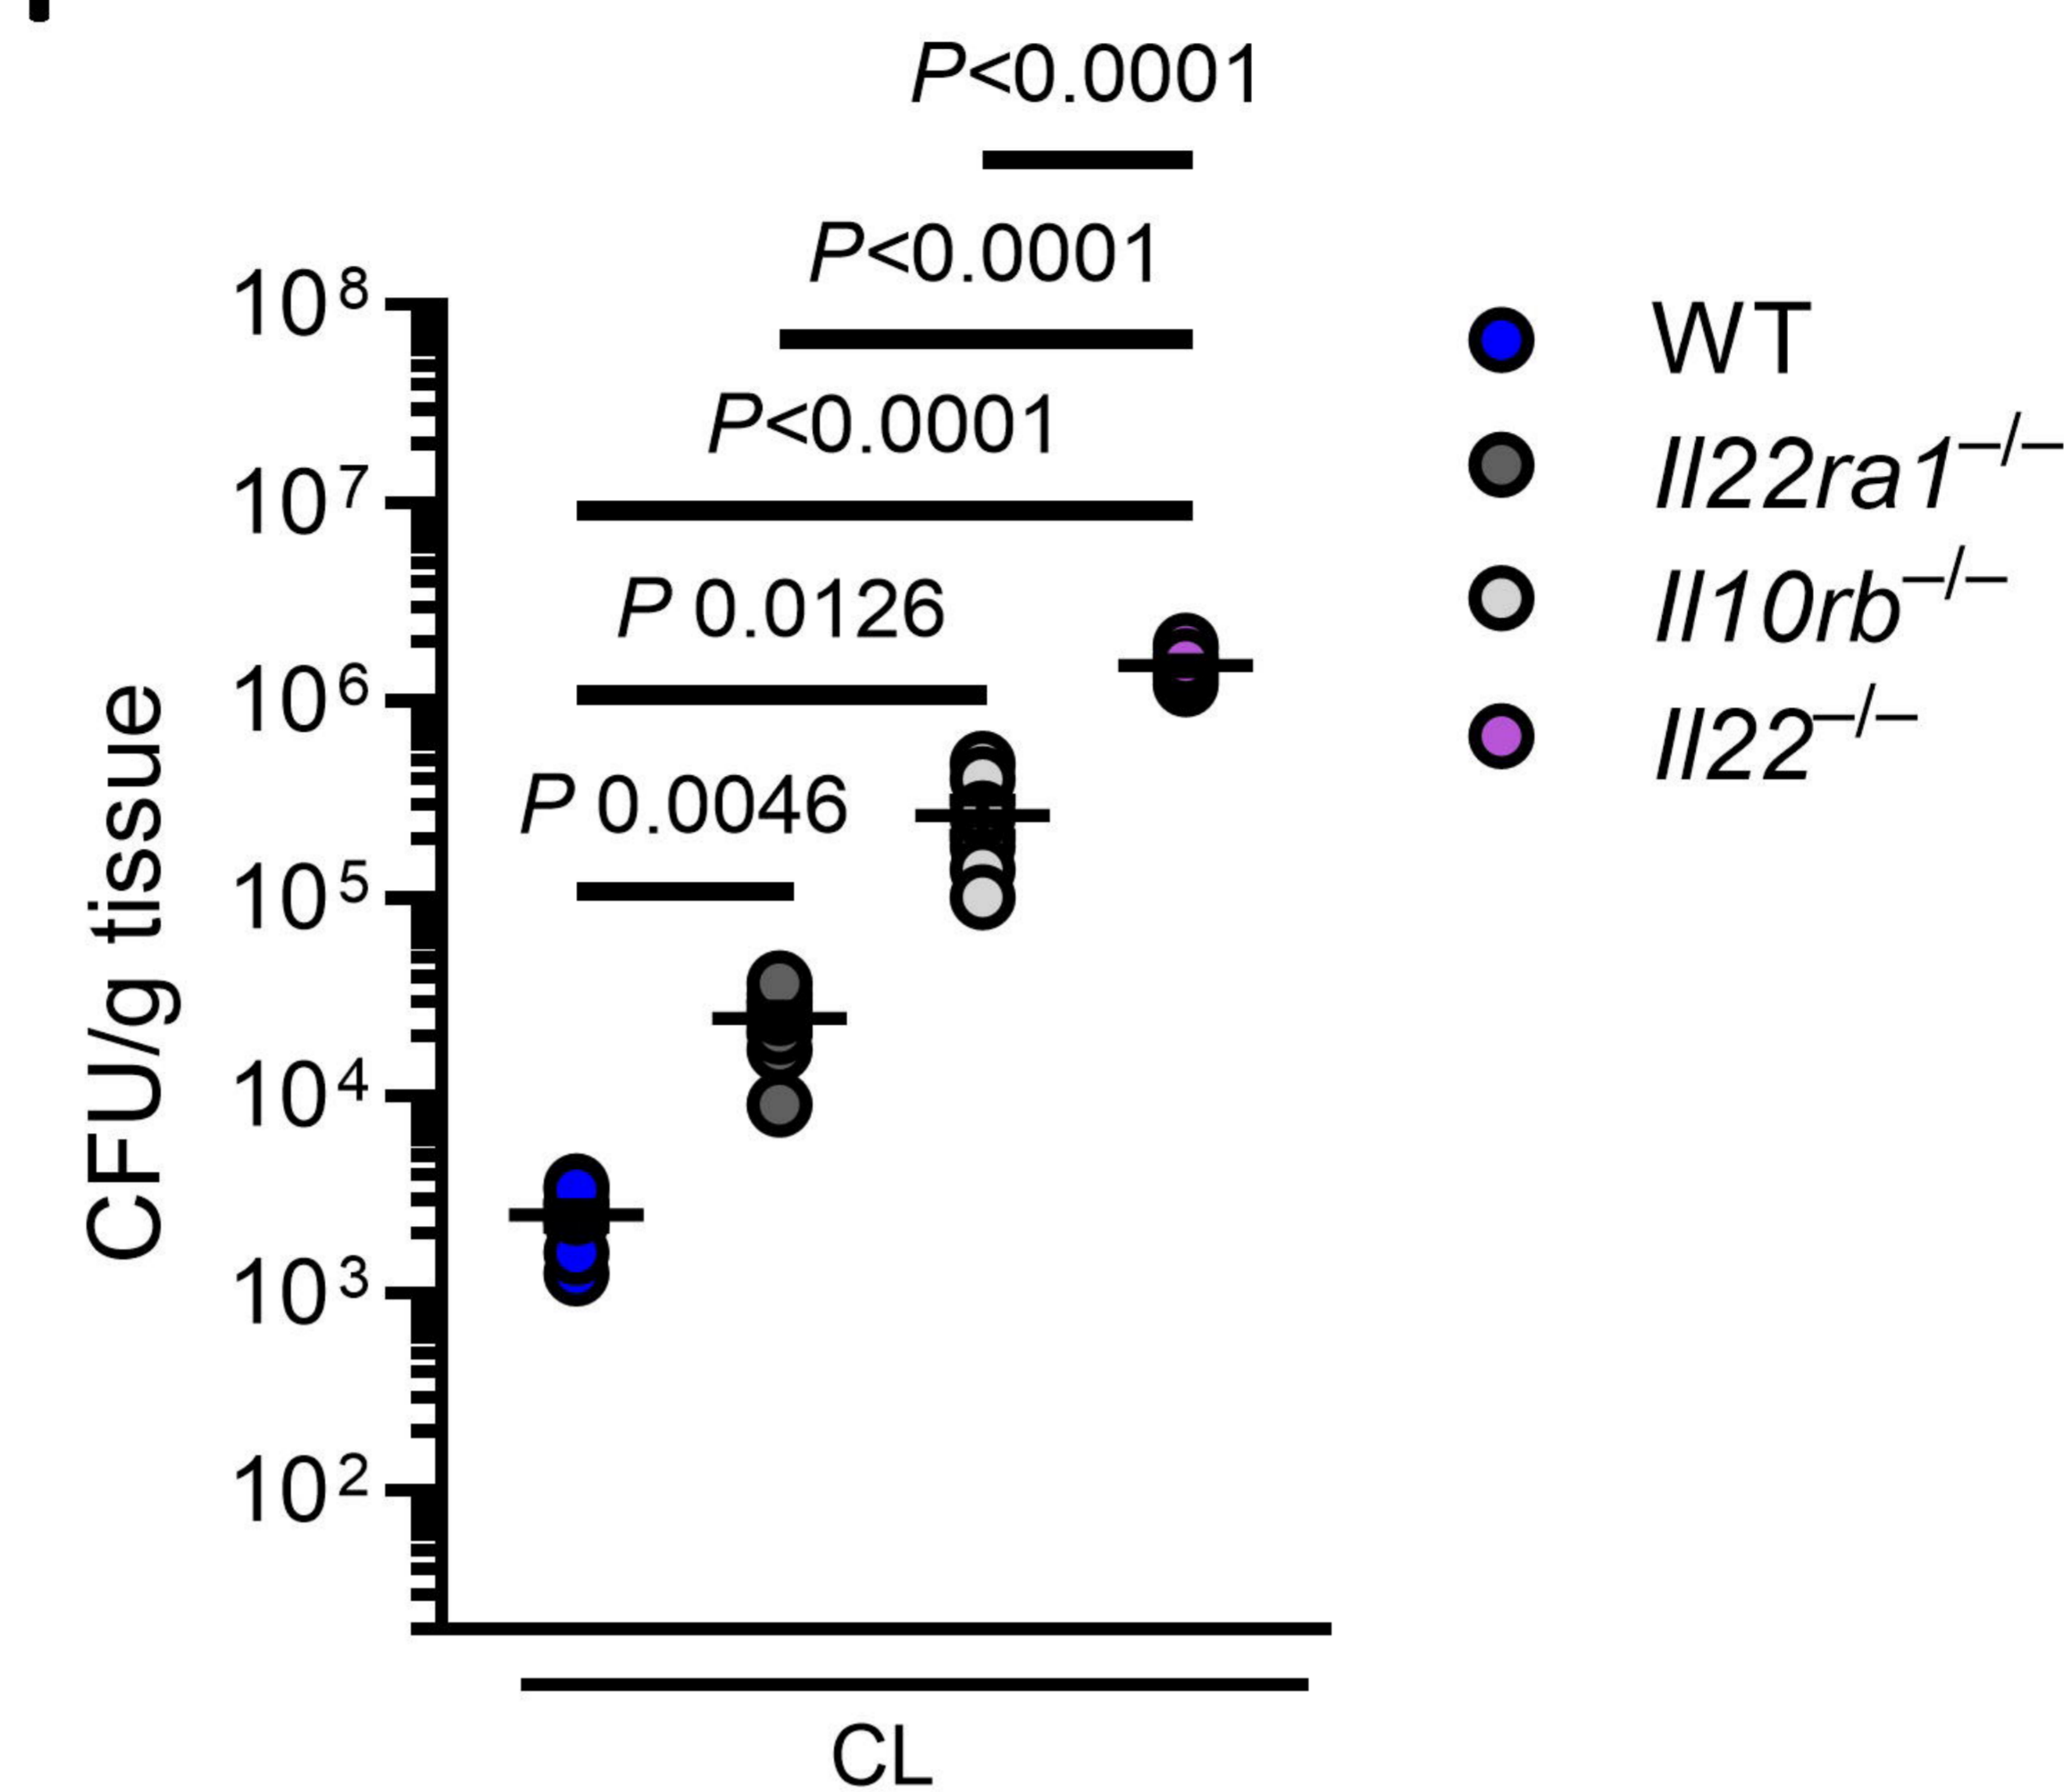 P<0.0001
P<0.0001
P<0.0001
P 0.0126
P 0.0046
10⁸
10⁷
10⁶
10⁵
10⁴
10³
10²
CFU/g tissue
CL
WT
Il22ra1–/–
Il10rb–/–
Il22–/–